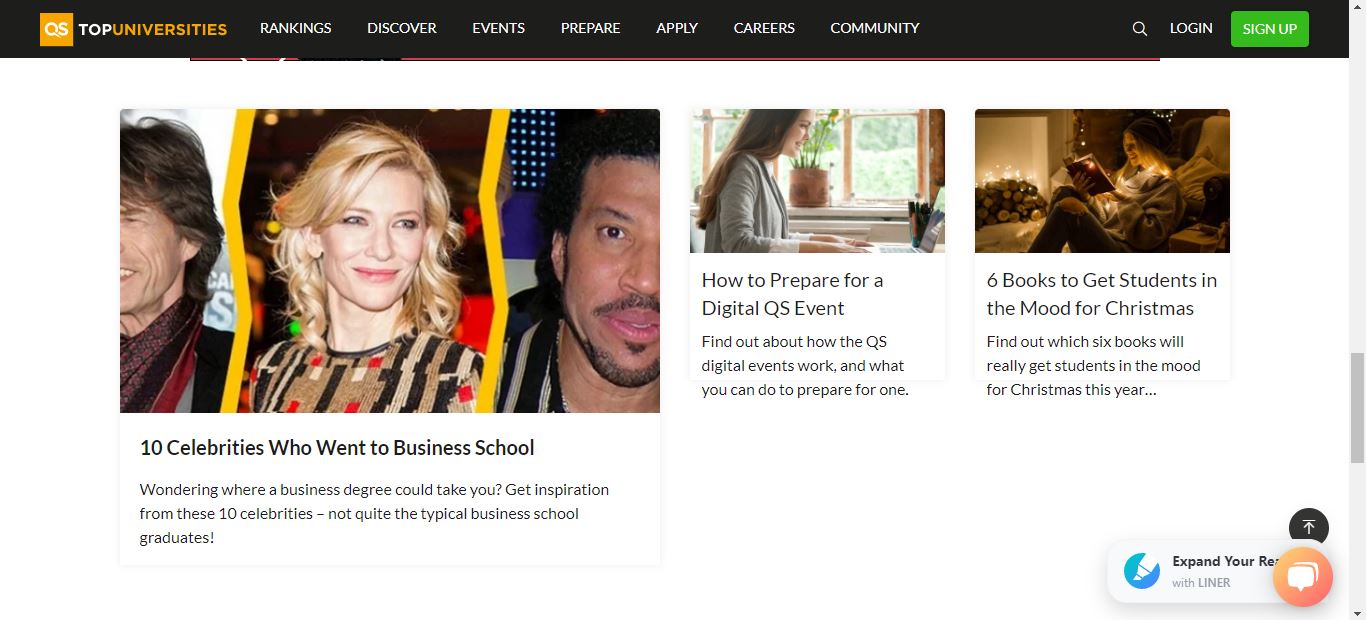 QS TOPUNIVERSITIES RANKINGS DISCOVER EVENTS PREPARE APPLY CAREERS COMMUNITY LOGIN SIGN UP
10 Celebrities Who Went to Business School
Wondering where a business degree could take you? Get inspiration
from these 10 celebrities – not quite the typical business school
graduates!
How to Prepare for a
Digital QS Event
Find out about how the QS
digital events work, and what
you can do to prepare for one.
6 Books to Get Students in
the Mood for Christmas
Find out which six books will
really get students in the mood
for Christmas this year...
Expand Your Rea
with LINER